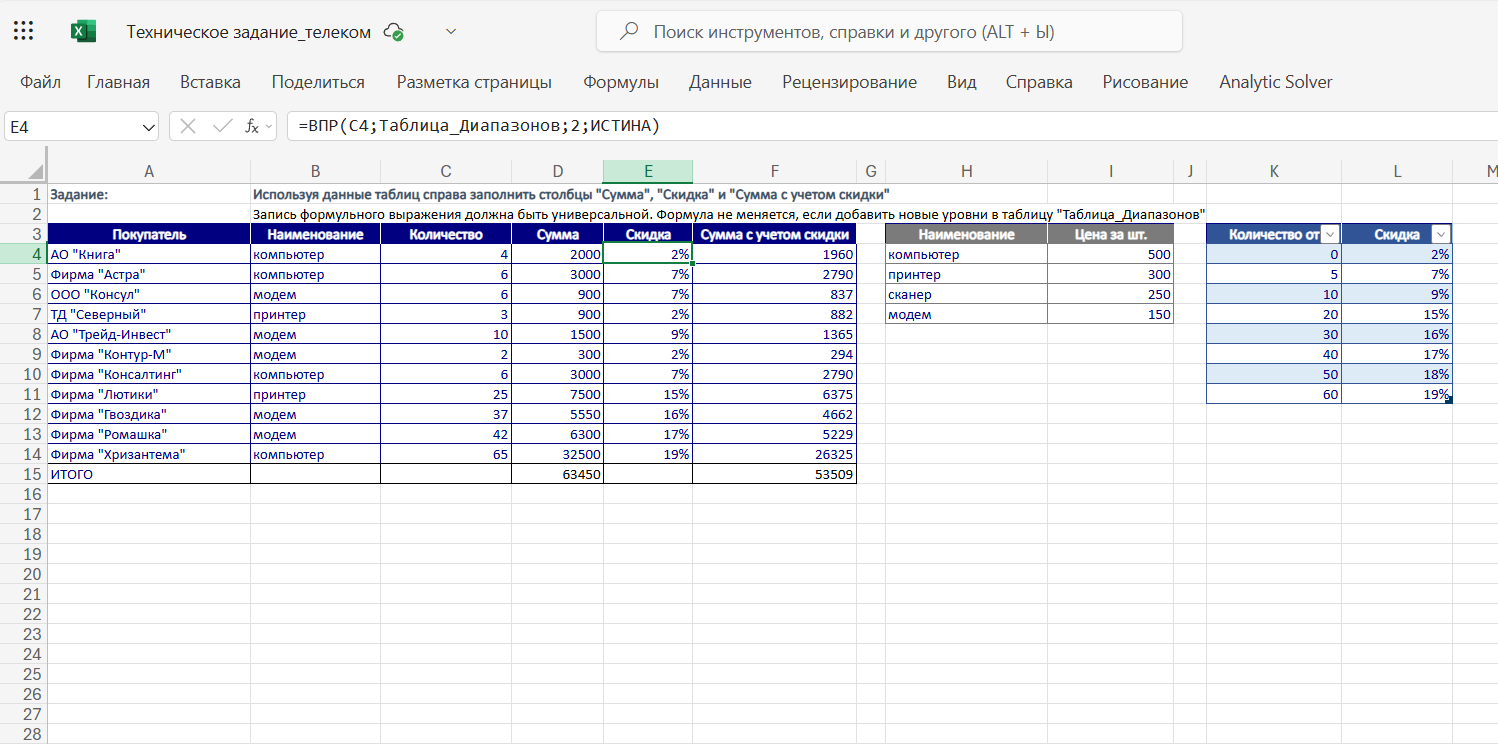 Техническое задание_телеком
Поиск инструментов, справки и другого (ALT + Ы)
Файл Главная Вставка Поделиться Разметка страницы Формулы Данные Рецензирование Вид Справка Рисование Analytic Solver
E4 fx =ВПР(C4;Таблица_Диапазонов;2;ИСТИНА)
A B C D E F G H I J K L M
1 Задание: Используя данные таблиц справа заполнить столбцы "Сумма", "Скидка" и "Сумма с учетом скидки"
2 Запись формульного выражения должна быть универсальной. Формула не меняется, если добавить новые уровни в таблицу "Таблица_Диапазонов"
3 Покупатель Наименование Количество Сумма Скидка Сумма с учетом скидки Наименование Цена за шт. Количество от Скидка
4 АО "Книга" компьютер 4 2000 2% 1960 компьютер 500 0 2%
5 Фирма "Астра" компьютер 6 3000 7% 2790 принтер 300 5 7%
6 ООО "Консул" модем 6 900 7% 837 сканер 250 10 9%
7 ТД "Северный" принтер 3 900 2% 882 модем 150 20 15%
8 АО "Трейд-Инвест" модем 10 1500 9% 1365 30 16%
9 Фирма "Контур-М" модем 2 300 2% 294 40 17%
10 Фирма "Консалтинг" компьютер 6 3000 7% 2790 50 18%
11 Фирма "Лютики" принтер 25 7500 15% 6375 60 19%
12 Фирма "Гвоздика" модем 37 5550 16% 4662
13 Фирма "Ромашка" модем 42 6300 17% 5229
14 Фирма "Хризантема" компьютер 65 32500 19% 26325
15 ИТОГО 63450 53509
16
17
18
19
20
21
22
23
24
25
26
27
28